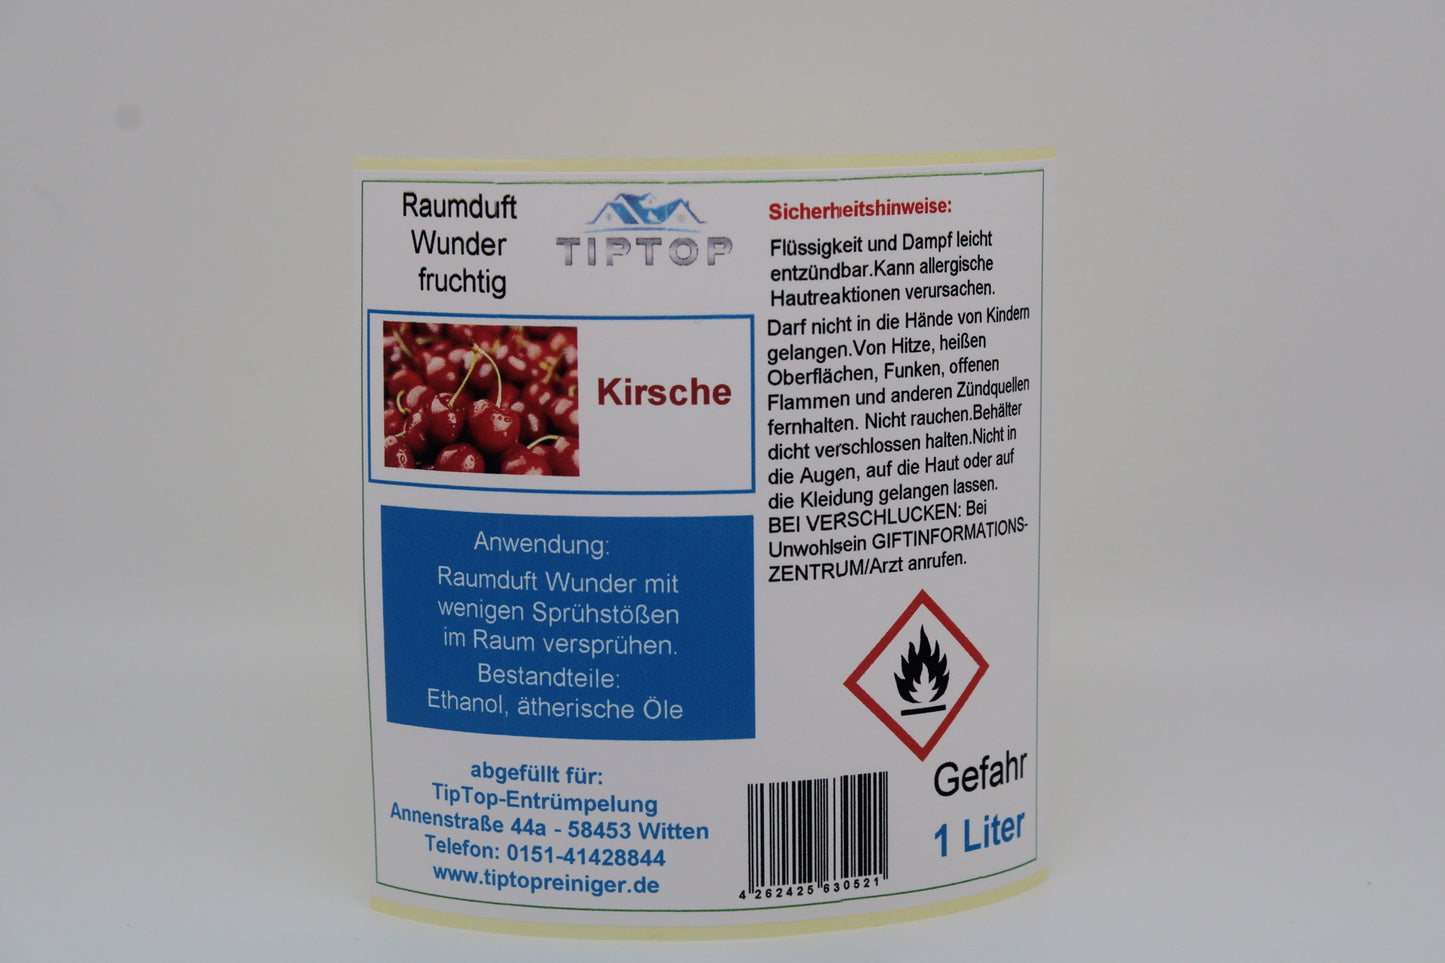 Raumduft
Wunder
fruchtig
TIPTOP
Kirsche
Anwendung:
Raumduft Wunder mit
wenigen Sprühstößen
im Raum versprühen.
Bestandteile:
Ethanol, ätherische Öle
abgefüllt für:
TipTop-Entrümpelung
Annenstraße 44a - 58453 Witten
Telefon: 0151-41428844
www.tiptopreiniger.de
Sicherheitshinweise:
Flüssigkeit und Dampf leicht
entzündbar.Kann allergische
Hautreaktionen verursachen.
Darf nicht in die Hände von Kindern
gelangen.Von Hitze, heißen
Oberflächen, Funken, offenen
Flammen und anderen Zündquellen
fernhalten. Nicht rauchen.Behälter
dicht verschlossen halten.Nicht in
die Augen, auf die Haut oder auf
die Kleidung gelangen lassen.
BEI VERSCHLUCKEN: Bei
Unwohlsein GIFTINFORMATIONS-
ZENTRUM/Arzt anrufen.
Gefahr
1 Liter
4 262425 630521